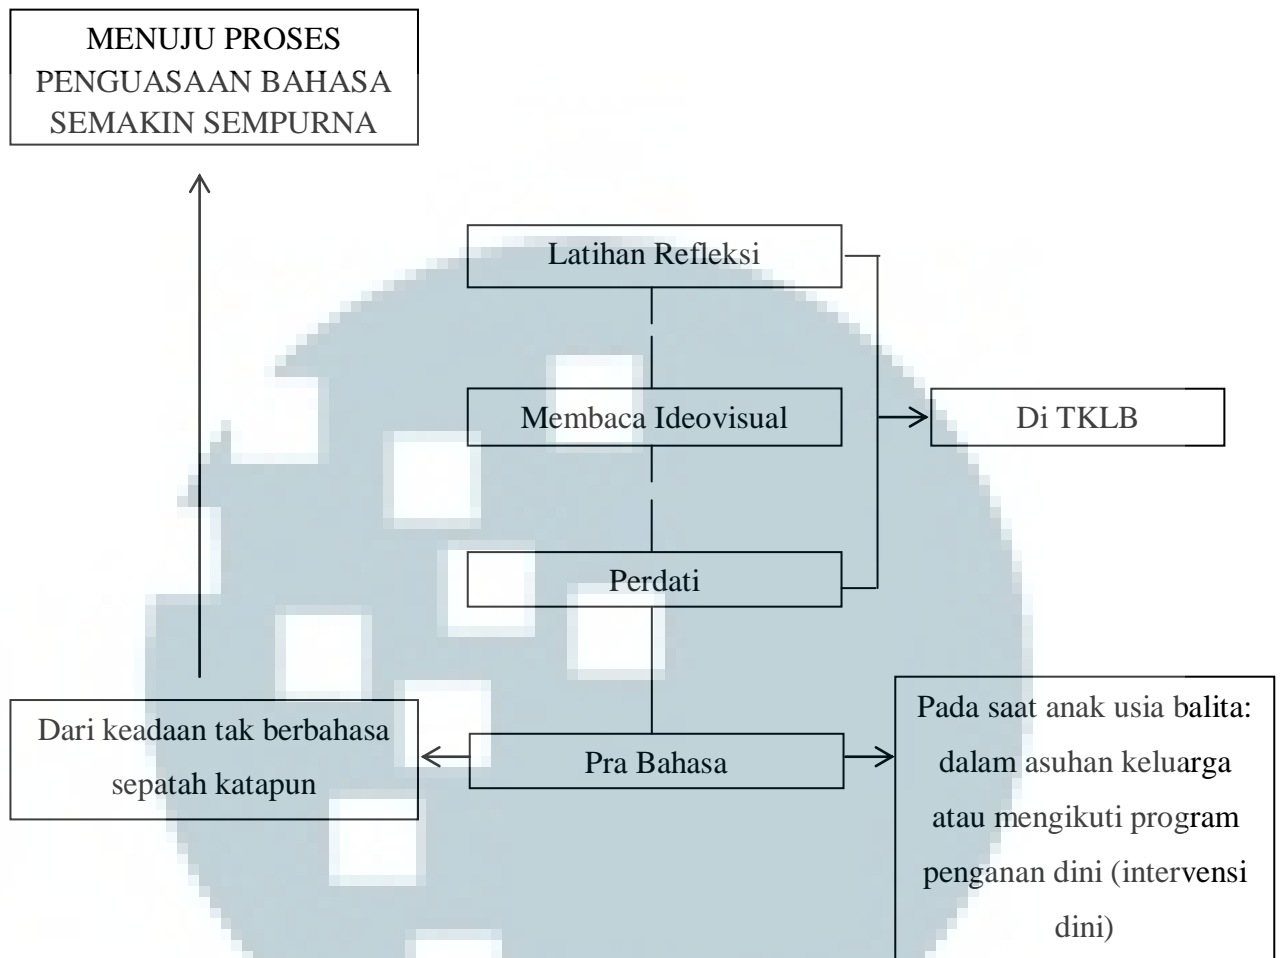 MENUJU PROSES
PENGUASAAN BAHASA
SEMAKIN SEMPURNA
Latihan Refleksi
Membaca Ideovisual
Di TKLB
Perdati
Dari keadaan tak berbahasa
sepatah katapun
Pra Bahasa
Pada saat anak usia balita:
dalam asuhan keluarga
atau mengikuti program
penganan dini (intervensi
dini)